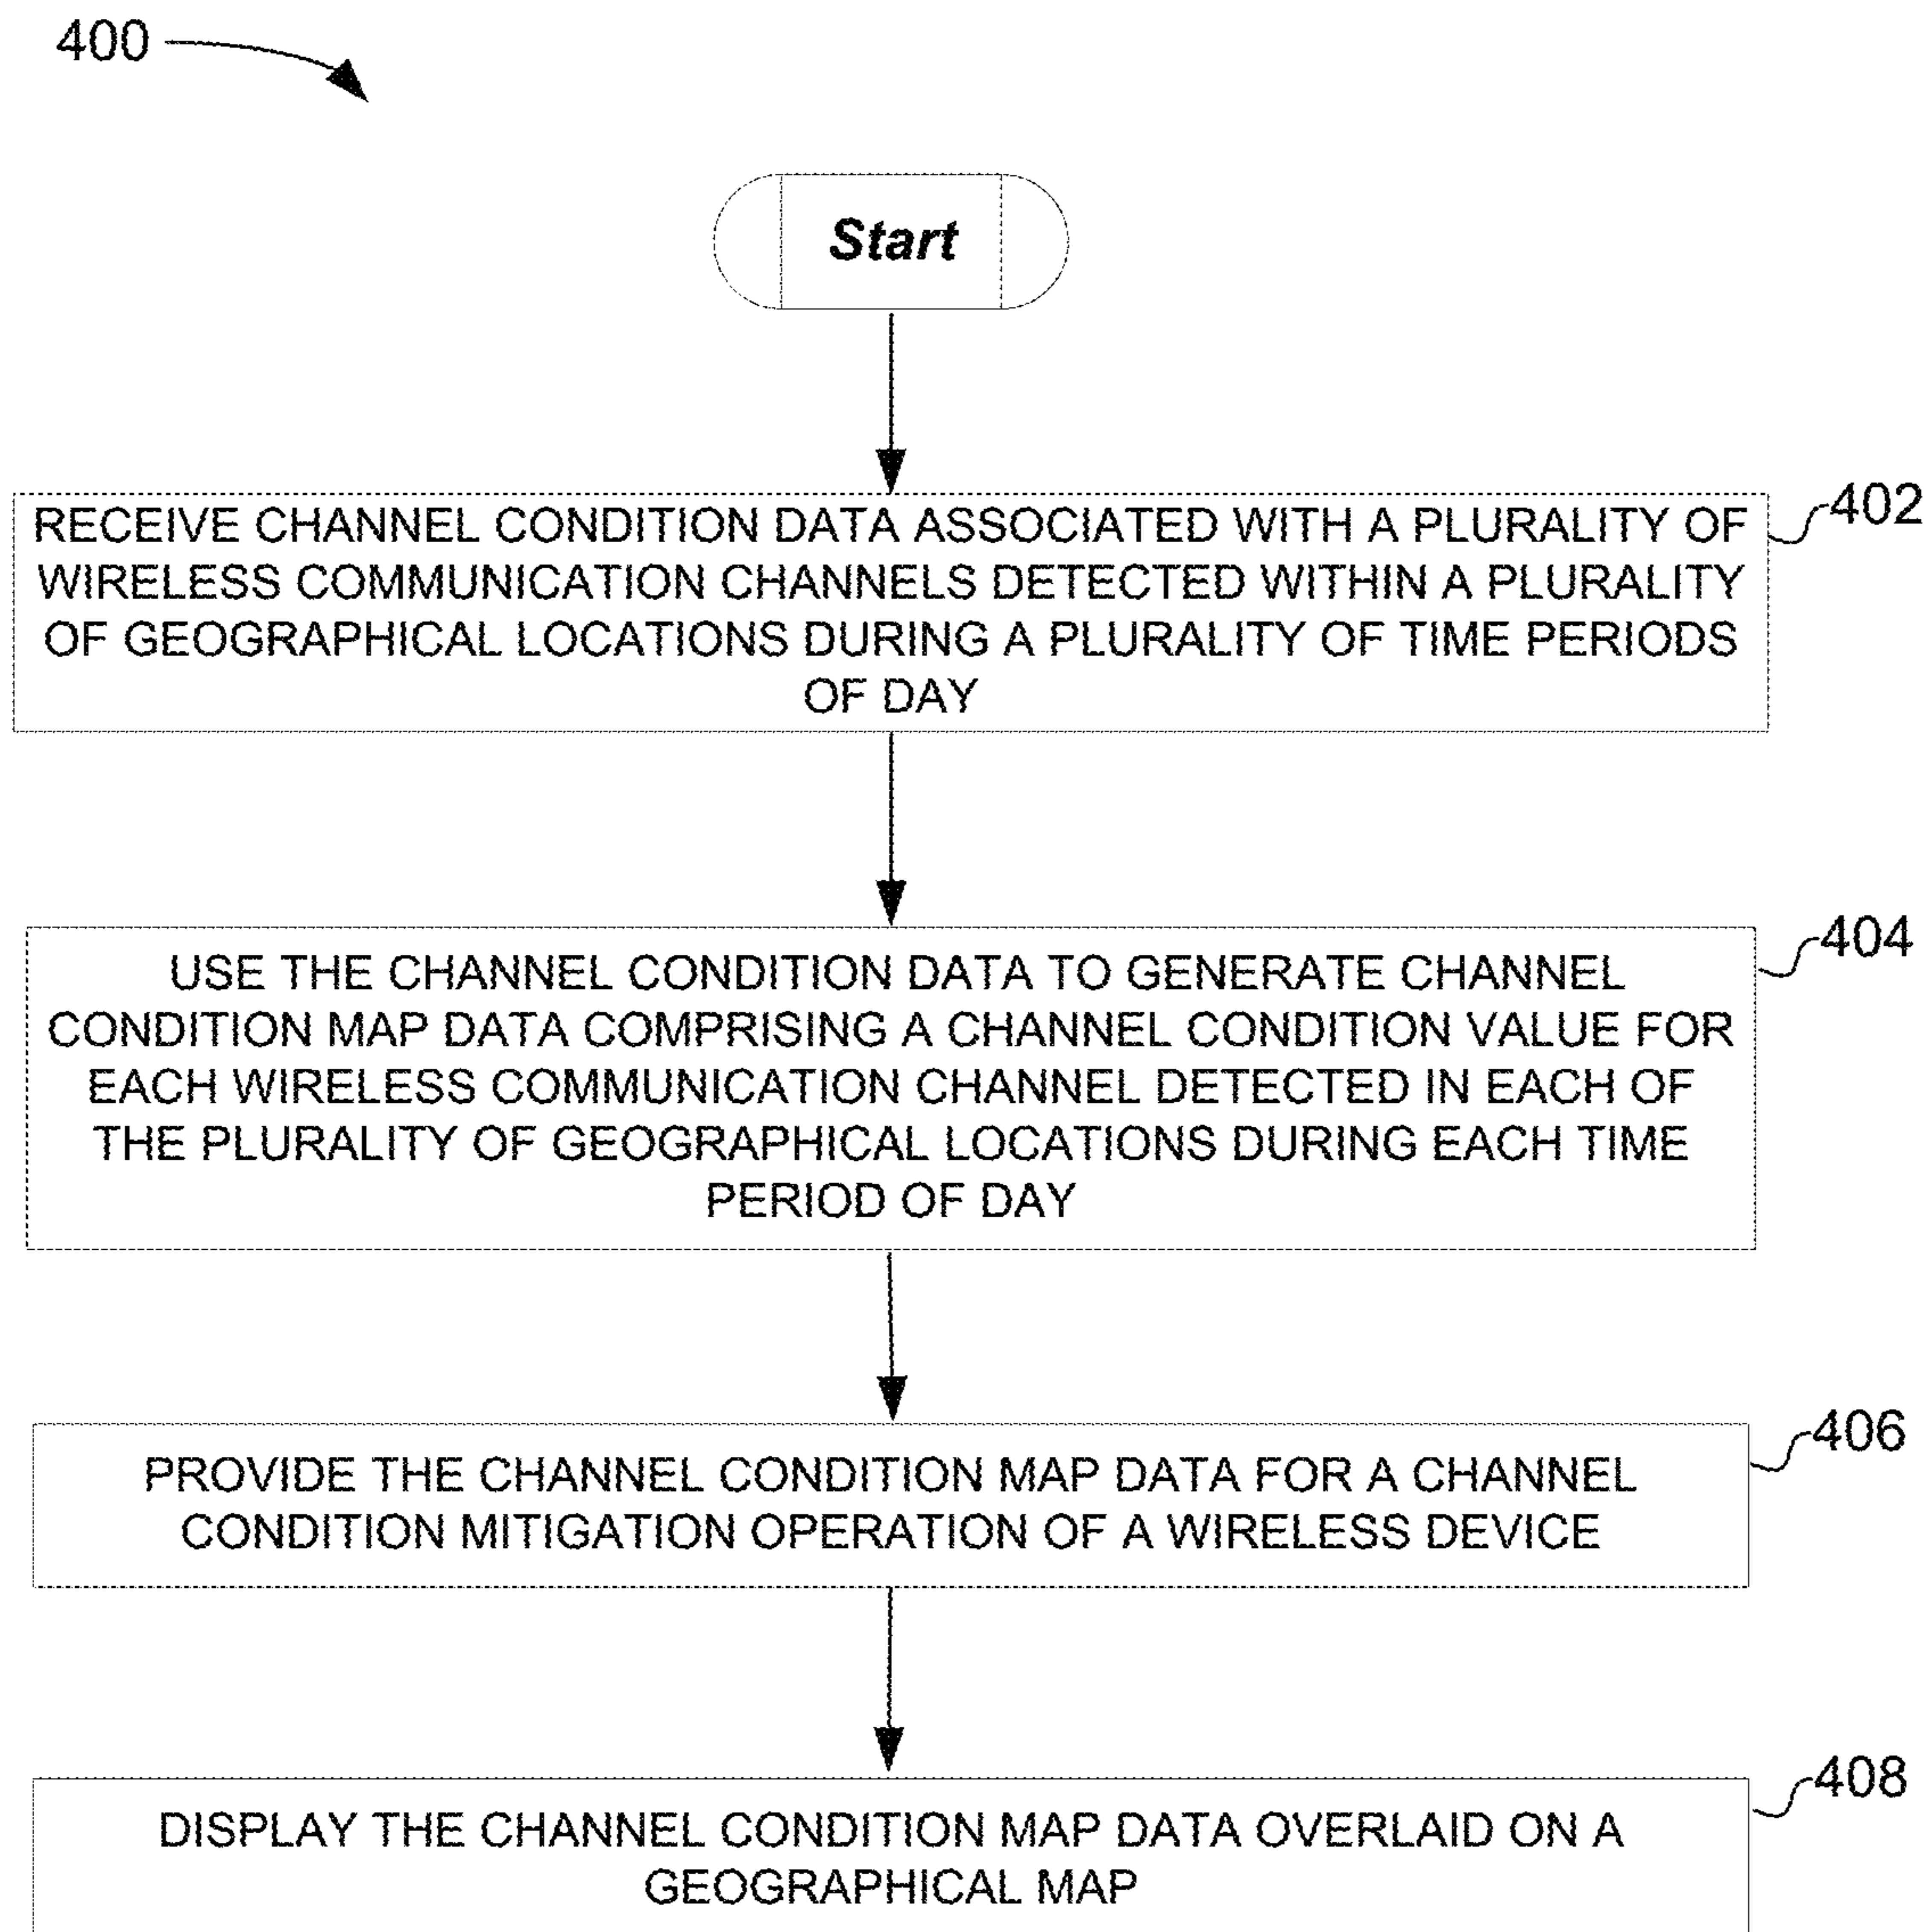 400
Start
402
RECEIVE CHANNEL CONDITION DATA ASSOCIATED WITH A PLURALITY OF
WIRELESS COMMUNICATION CHANNELS DETECTED WITHIN A PLURALITY
OF GEOGRAPHICAL LOCATIONS DURING A PLURALITY OF TIME PERIODS
OF DAY
404
USE THE CHANNEL CONDITION DATA TO GENERATE CHANNEL
CONDITION MAP DATA COMPRISING A CHANNEL CONDITION VALUE FOR
EACH WIRELESS COMMUNICATION CHANNEL DETECTED IN EACH OF
THE PLURALITY OF GEOGRAPHICAL LOCATIONS DURING EACH TIME
PERIOD OF DAY
406
PROVIDE THE CHANNEL CONDITION MAP DATA FOR A CHANNEL
CONDITION MITIGATION OPERATION OF A WIRELESS DEVICE
408
DISPLAY THE CHANNEL CONDITION MAP DATA OVERLAID ON A
GEOGRAPHICAL MAP